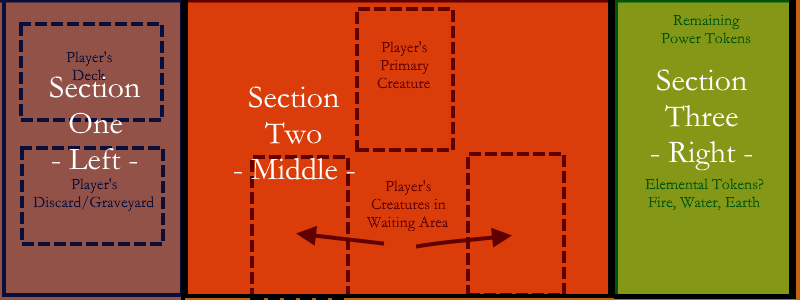 Player's
Deck
Section
One
- Left -
Player's
Discard/Graveyard
Player's
Primary
Creature
Section
Two
- Middle -
Player's
Creatures in
Waiting Area
Remaining
Power Tokens
Section
Three
- Right -
Elemental Tokens?
Fire, Water, Earth